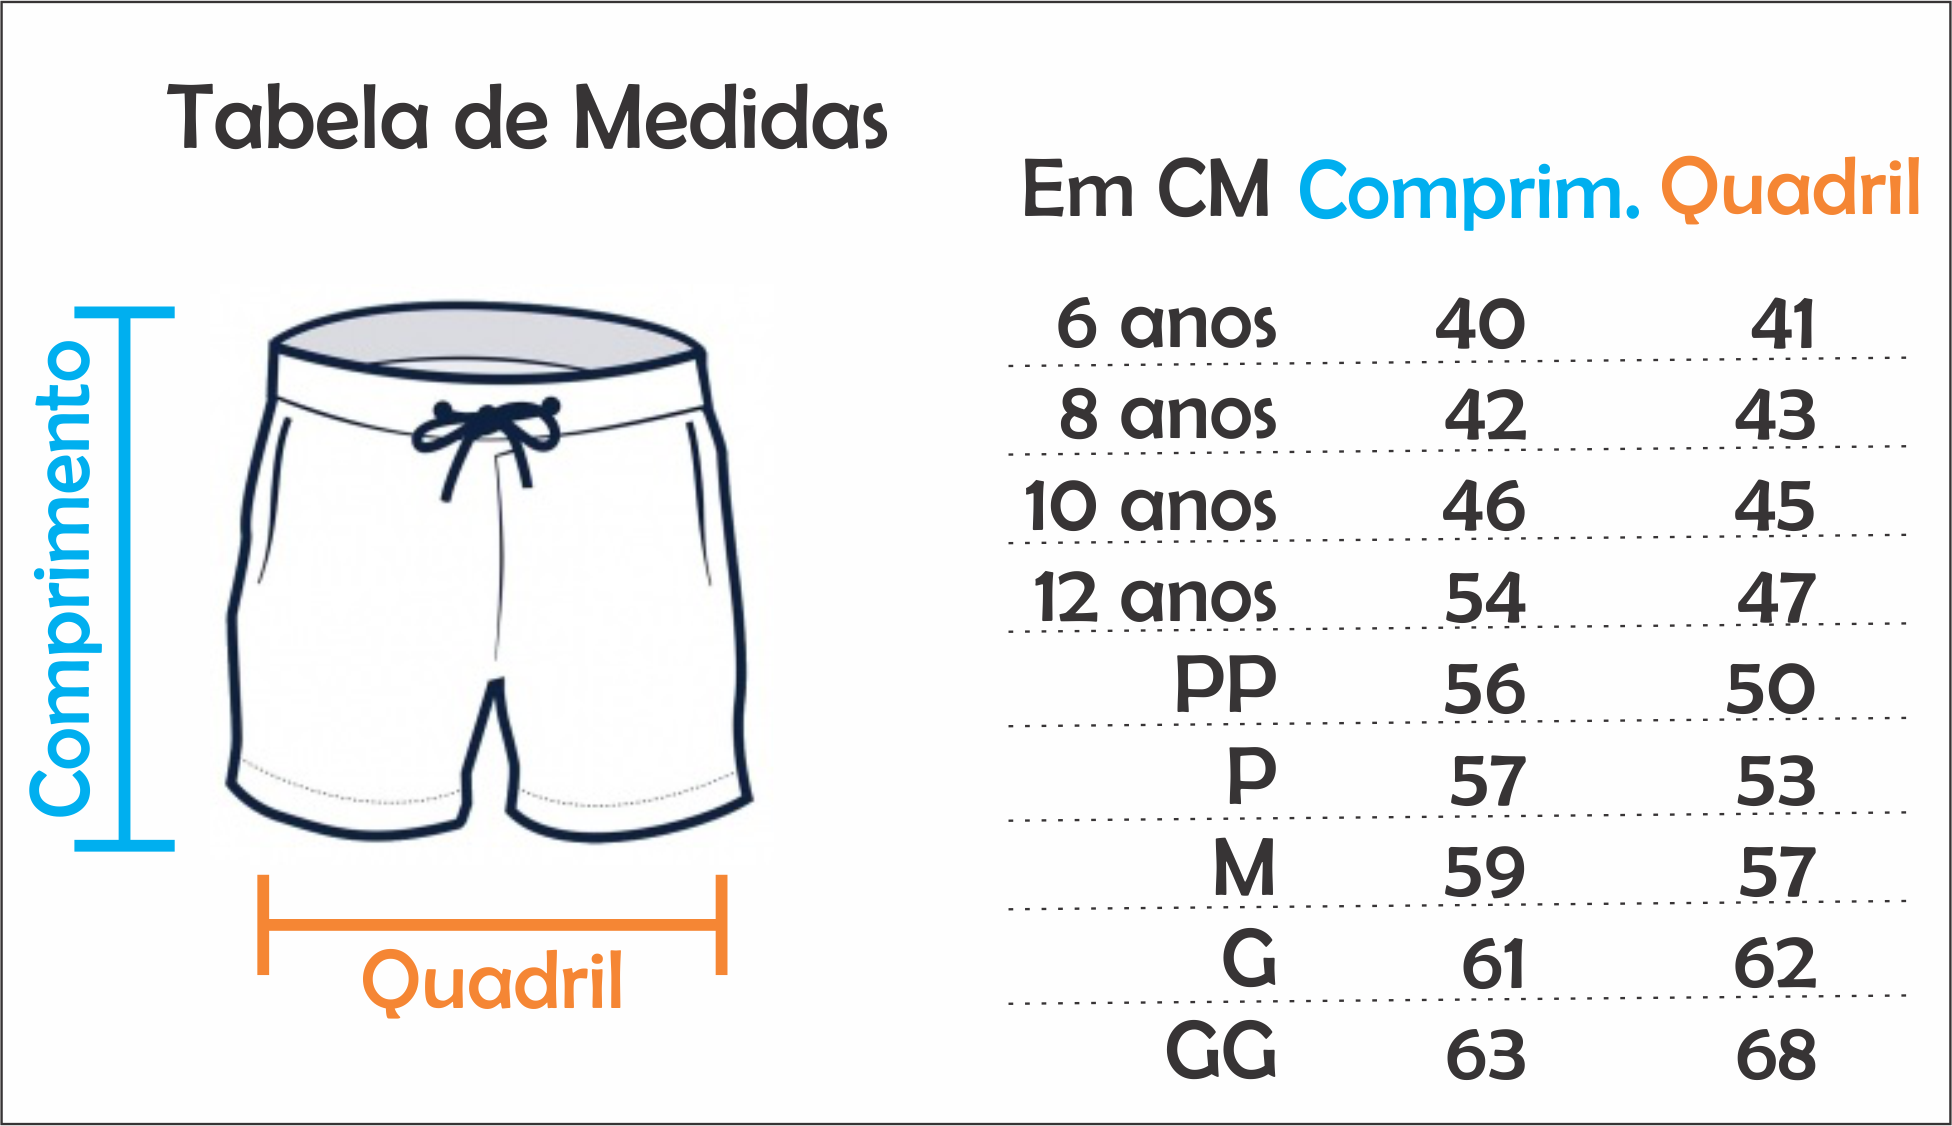 Tabela de Medidas
Em CM Comprim. Quadril
6 anos 40 41
8 anos 42 43
10 anos 46 45
12 anos 54 47
PP 56 50
P 57 53
M 59 57
G 61 62
GG 63 68
Comprimento
Quadril